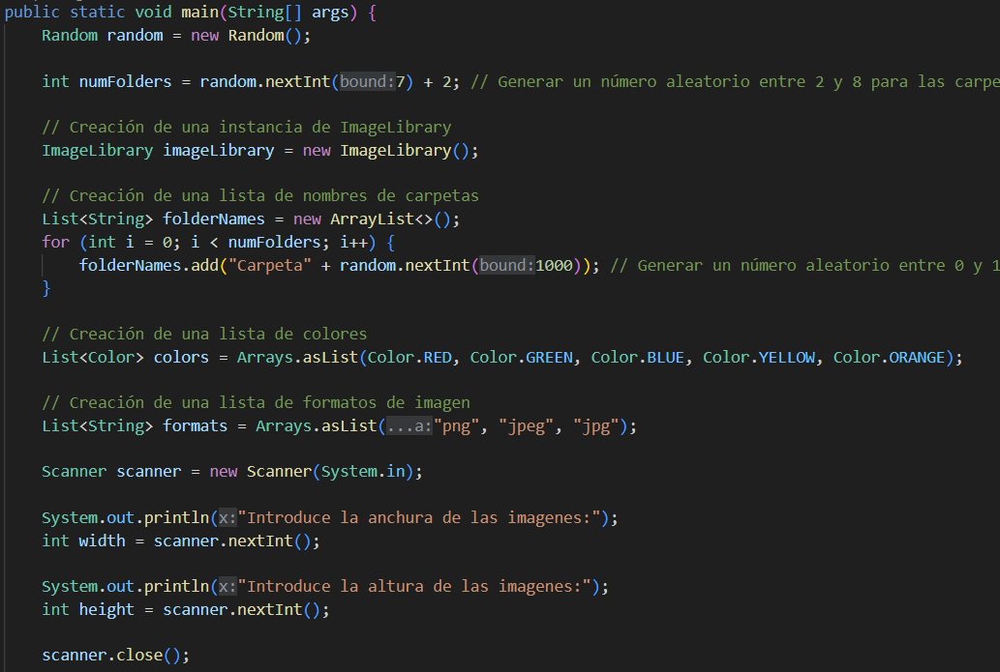 public static void main(String[] args) {
Random random = new Random();
int numFolders = random.nextInt(bound:7) + 2; // Generar un número aleatorio entre 2 y 8 para las carpe
// Creación de una instancia de ImageLibrary
ImageLibrary imageLibrary = new ImageLibrary();
// Creación de una lista de nombres de carpetas
List<String> folderNames = new ArrayList<>();
for (int i = 0; i < numFolders; i++) {
folderNames.add("Carpeta" + random.nextInt(bound:1000)); // Generar un número aleatorio entre 0 y 1
}
// Creación de una lista de colores
List<Color> colors = Arrays.asList(Color.RED, Color.GREEN, Color.BLUE, Color.YELLOW, Color.ORANGE);
// Creación de una lista de formatos de imagen
List<String> formats = Arrays.asList(...a:"png", "jpeg", "jpg");
Scanner scanner = new Scanner(System.in);
System.out.println(x:"Introduce la anchura de las imagenes:");
int width = scanner.nextInt();
System.out.println(x:"Introduce la altura de las imagenes:");
int height = scanner.nextInt();
scanner.close();